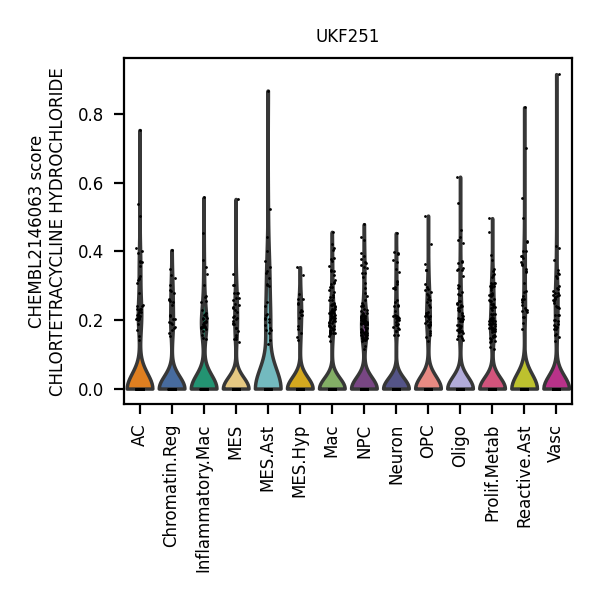 UKF251
CHEMBL2146063 score
CHLORTETRACYCLINE HYDROCHLORIDE
0.8
0.6
0.4
0.2
0.0
AC
Chromatin.Reg
Inflammatory.Mac
MES
MES.Ast
MES.Hyp
Mac
NPC
Neuron
OPC
Oligo
Prolif.Metab
Reactive.Ast
Vasc